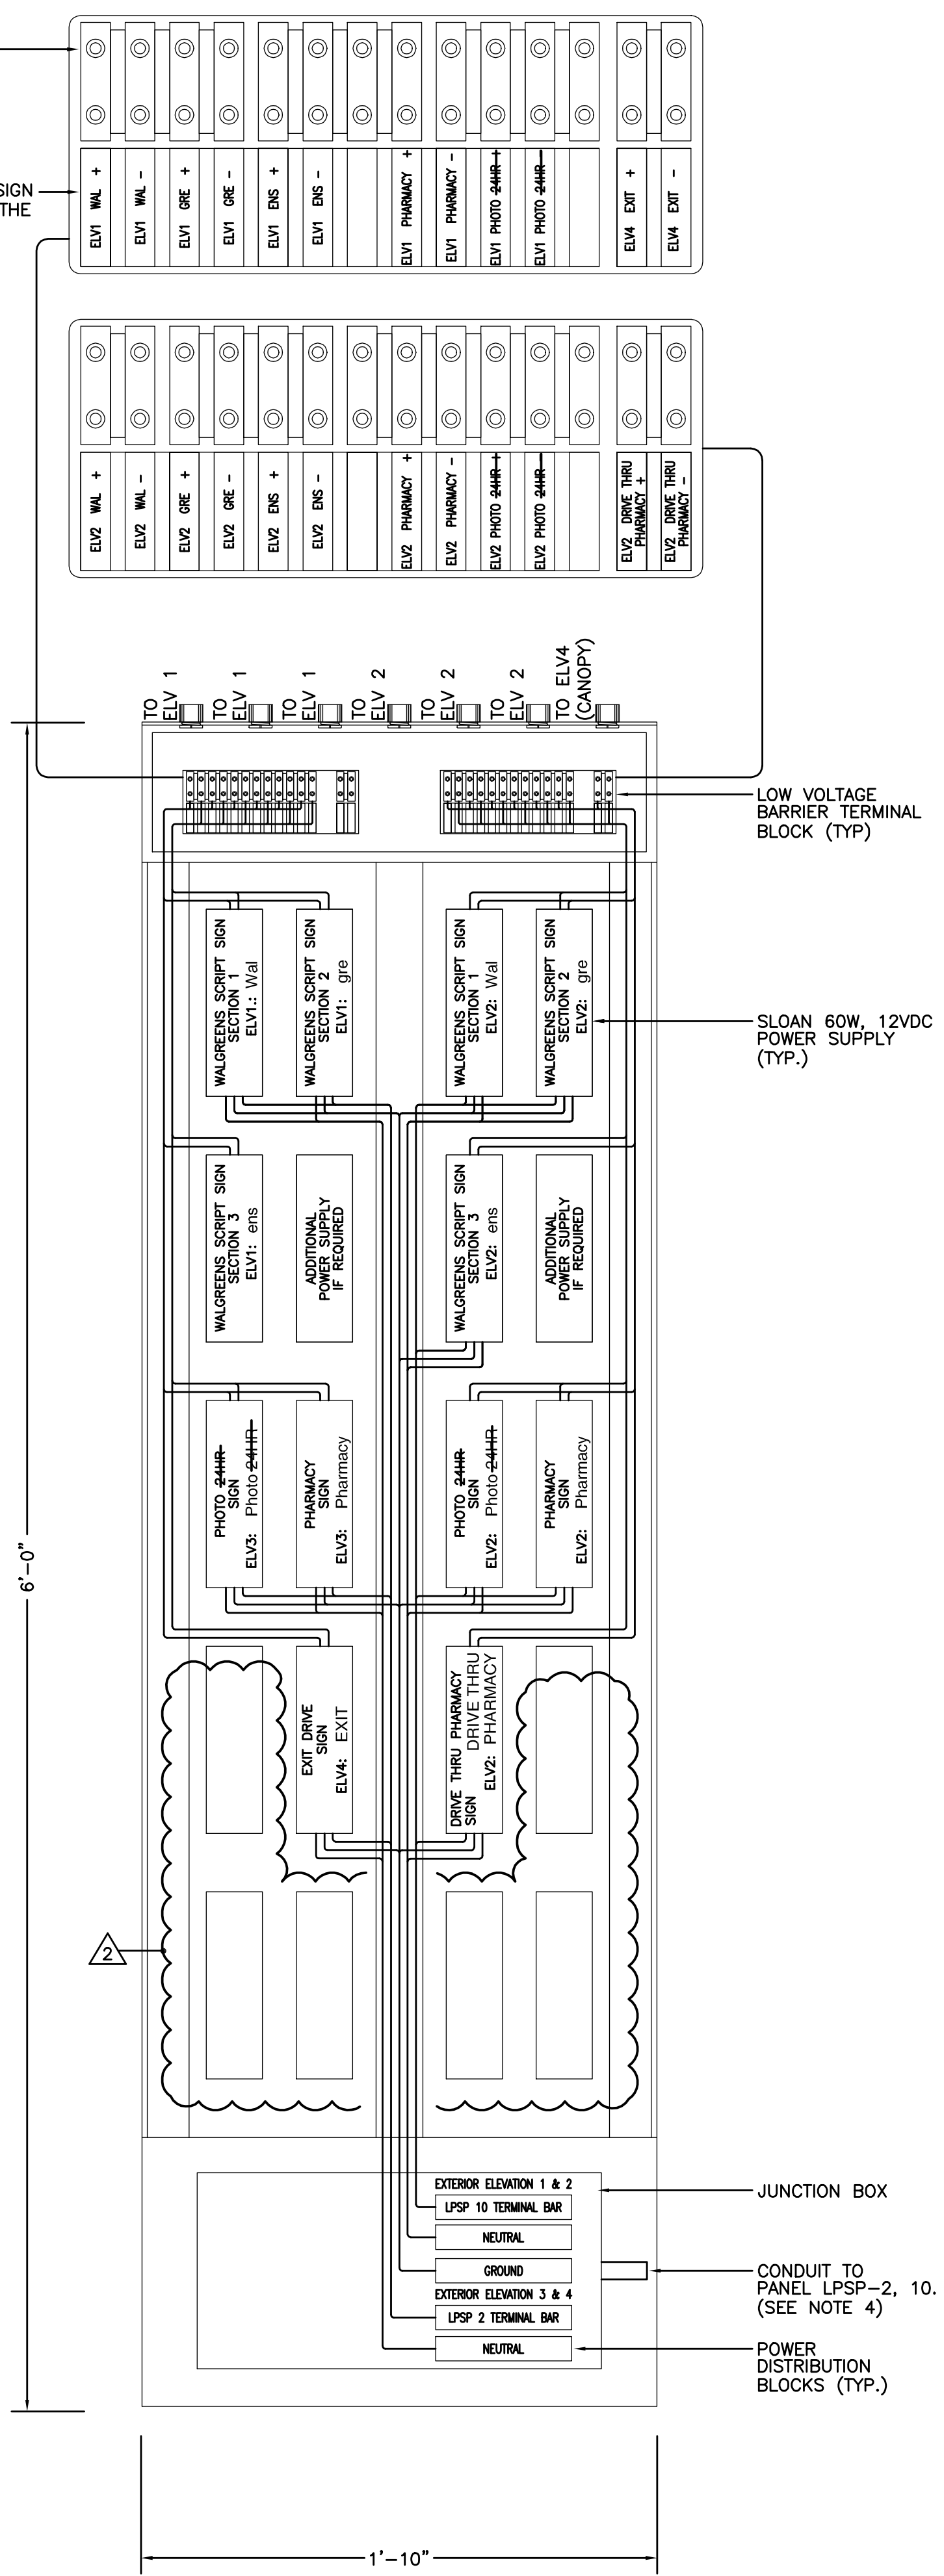 SIGN
THE
ELV1 WAL +
ELV1 WAL -
ELV1 GRE +
ELV1 GRE -
ELV1 ENS +
ELV1 ENS -
ELV1 PHARMACY +
ELV1 PHARMACY -
ELV1 PHOTO 24HR +
ELV1 PHOTO 24HR -
ELV4 EXIT +
ELV4 EXIT -
ELV2 WAL +
ELV2 WAL -
ELV2 GRE +
ELV2 GRE -
ELV2 ENS +
ELV2 ENS -
ELV2 PHARMACY +
ELV2 PHARMACY -
ELV2 PHOTO 24HR +
ELV2 PHOTO 24HR -
ELV2 DRIVE THRU
PHARMACY +
ELV2 DRIVE THRU
PHARMACY -
TO
ELV 1
TO
ELV 1
TO
ELV 1
TO
ELV 2
TO
ELV 2
TO
ELV 2
TO ELV4
(CANOPY)
LOW VOLTAGE
BARRIER TERMINAL
BLOCK (TYP)
WALGREENS SCRIPT SIGN
SECTION 1
ELV1.: Wal
WALGREENS SCRIPT SIGN
SECTION 2
ELV1: gre
WALGREENS SCRIPT SIGN
SECTION 1
ELV2: Wal
WALGREENS SCRIPT SIGN
SECTION 2
ELV2: gre
SLOAN 60W, 12VDC
POWER SUPPLY
(TYP.)
WALGREENS SCRIPT SIGN
SECTION 3
ELV1: ens
ADDITIONAL
POWER SUPPLY
IF REQUIRED
WALGREENS SCRIPT SIGN
SECTION 3
ELV2: ens
ADDITIONAL
POWER SUPPLY
IF REQUIRED
PHOTO 24HR
SIGN
ELV3: Photo 24HR
PHARMACY
SIGN
ELV3: Pharmacy
PHOTO 24HR
SIGN
ELV2: Photo 24HR
PHARMACY
SIGN
ELV2: Pharmacy
6'-0"
EXIT DRIVE
SIGN
ELV4: EXIT
DRIVE THRU PHARMACY
SIGN DRIVE THRU
ELV2: PHARMACY
2
EXTERIOR ELEVATION 1 & 2
LPSP 10 TERMINAL BAR
NEUTRAL
GROUND
EXTERIOR ELEVATION 3 & 4
LPSP 2 TERMINAL BAR
NEUTRAL
JUNCTION BOX
CONDUIT TO
PANEL LPSP-2, 10.
(SEE NOTE 4)
POWER
DISTRIBUTION
BLOCKS (TYP.)
1'-10"